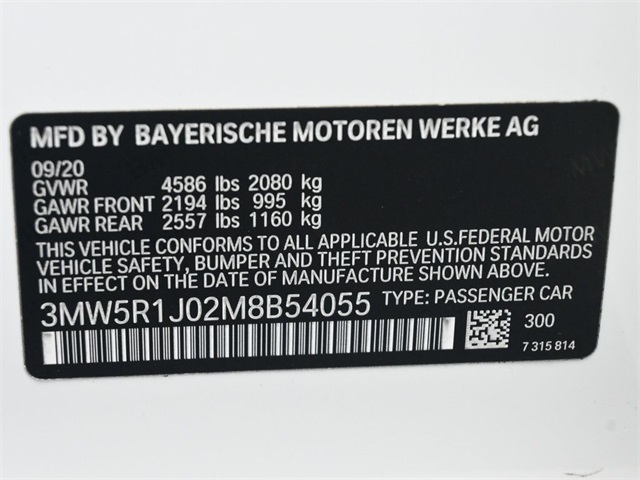 MFD BY BAYERISCHE MOTOREN WERKE AG
09/20
GVWR 4586 lbs 2080 kg
GAWR FRONT 2194 lbs 995 kg
GAWR REAR 2557 lbs 1160 kg
THIS VEHICLE CONFORMS TO ALL APPLICABLE U.S.FEDERAL MOTOR
VEHICLE SAFETY, BUMPER AND THEFT PREVENTION STANDARDS
IN EFFECT ON THE DATE OF MANUFACTURE SHOWN ABOVE.
3MW5R1J02M8B54055 TYPE: PASSENGER CAR
300
7 315 814